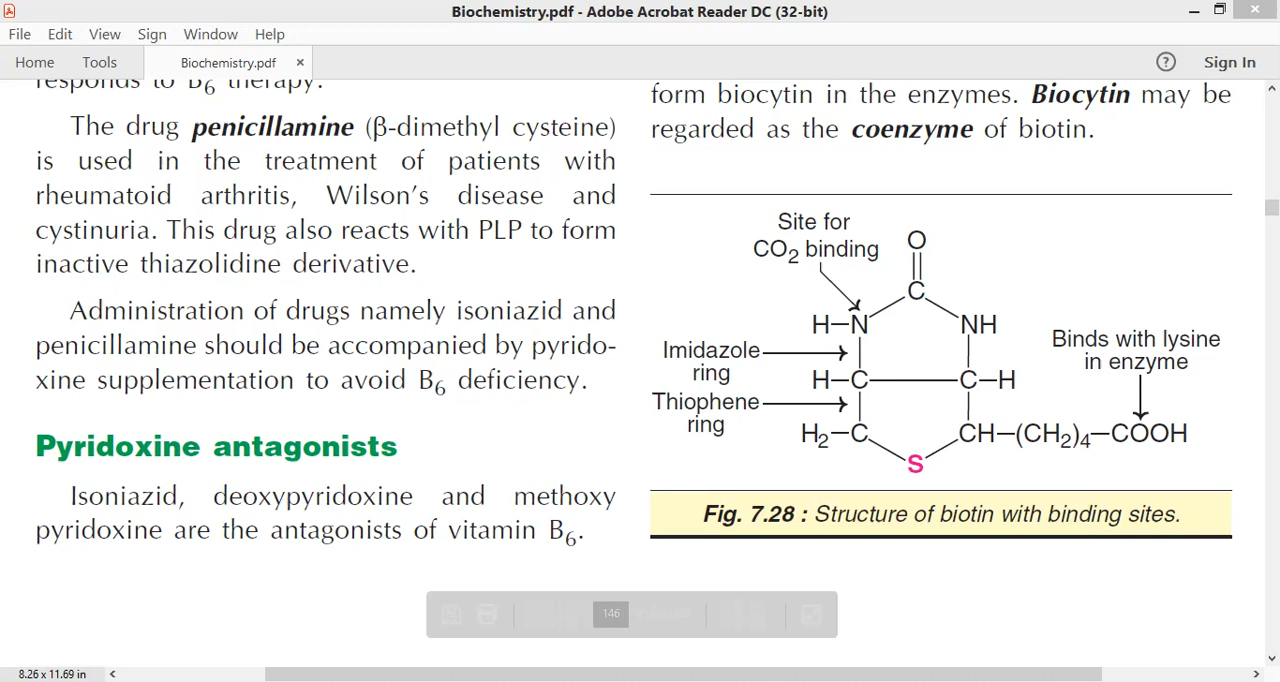 Biochemistry.pdf - Adobe Acrobat Reader DC (32-bit)
File Edit View Sign Window Help
Home Tools Biochemistry.pdf × ? Sign In
responds to B6 therapy.
The drug penicillamine (β-dimethyl cysteine)
is used in the treatment of patients with
rheumatoid arthritis, Wilson's disease and
cystinuria. This drug also reacts with PLP to form
inactive thiazolidine derivative.
Administration of drugs namely isoniazid and
penicillamine should be accompanied by pyrido-
xine supplementation to avoid B6 deficiency.
Pyridoxine antagonists
Isoniazid, deoxypyridoxine and methoxy
pyridoxine are the antagonists of vitamin B6.
form biocytin in the enzymes. Biocytin may be
regarded as the coenzyme of biotin.
Site for
CO2 binding
O
C
H–N NH
Binds with lysine
in enzyme
Imidazole
ring
H–C C–H
Thiophene
ring
H2–C CH–(CH2)4–COOH
S
Fig. 7.28 : Structure of biotin with binding sites.
146
8.26 x 11.69 in